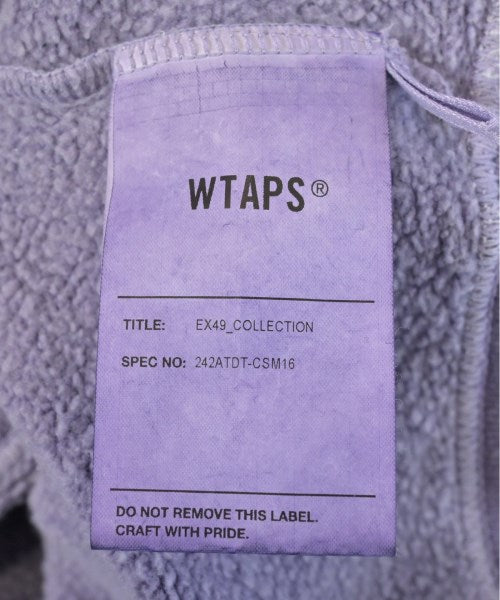 WTAPS®
TITLE: EX49_COLLECTION
SPEC NO: 242ATDT-CSM16
DO NOT REMOVE THIS LABEL.
CRAFT WITH PRIDE.